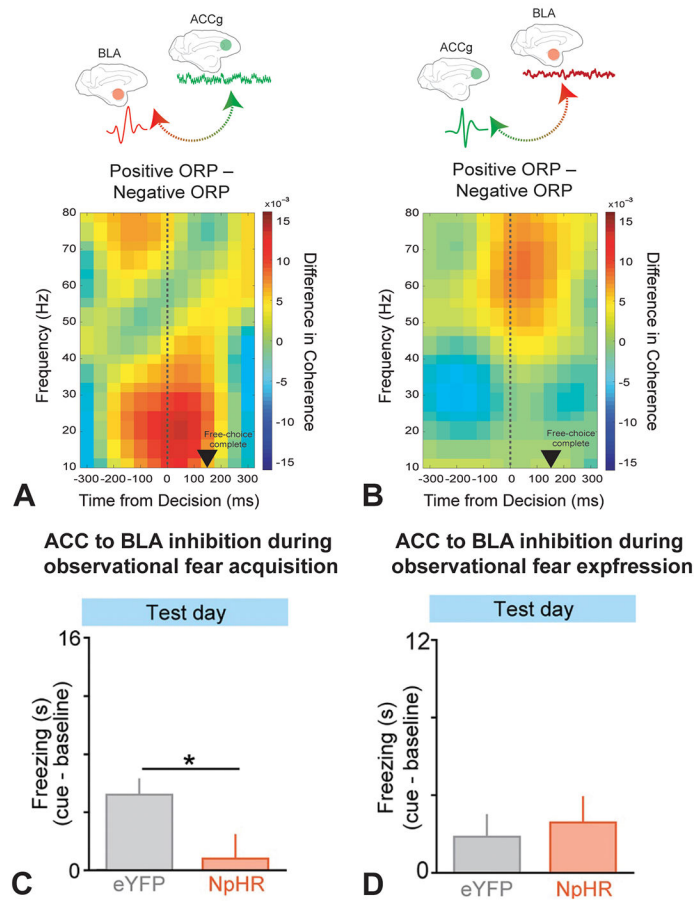 ACCg
BLA
Positive ORP –
Negative ORP
x10⁻³
80
70
60
50
40
30
20
10
Frequency (Hz)
15
10
5
0
-5
-10
-15
Difference in Coherence
Free-choice
complete
-300 -200 -100 0 100 200 300
Time from Decision (ms)
A
BLA
ACCg
Positive ORP –
Negative ORP
x10⁻³
80
70
60
50
40
30
20
10
Frequency (Hz)
15
10
5
0
-5
-10
-15
Difference in Coherence
Free-choice
complete
-300 -200 -100 0 100 200 300
Time from Decision (ms)
B
ACC to BLA inhibition during
observational fear acquisition
Test day
16
0
Freezing (s)
(cue - baseline)
*
eYFP NpHR
C
ACC to BLA inhibition during
observational fear expfression
Test day
12
0
Freezing (s)
(cue - baseline)
eYFP NpHR
D